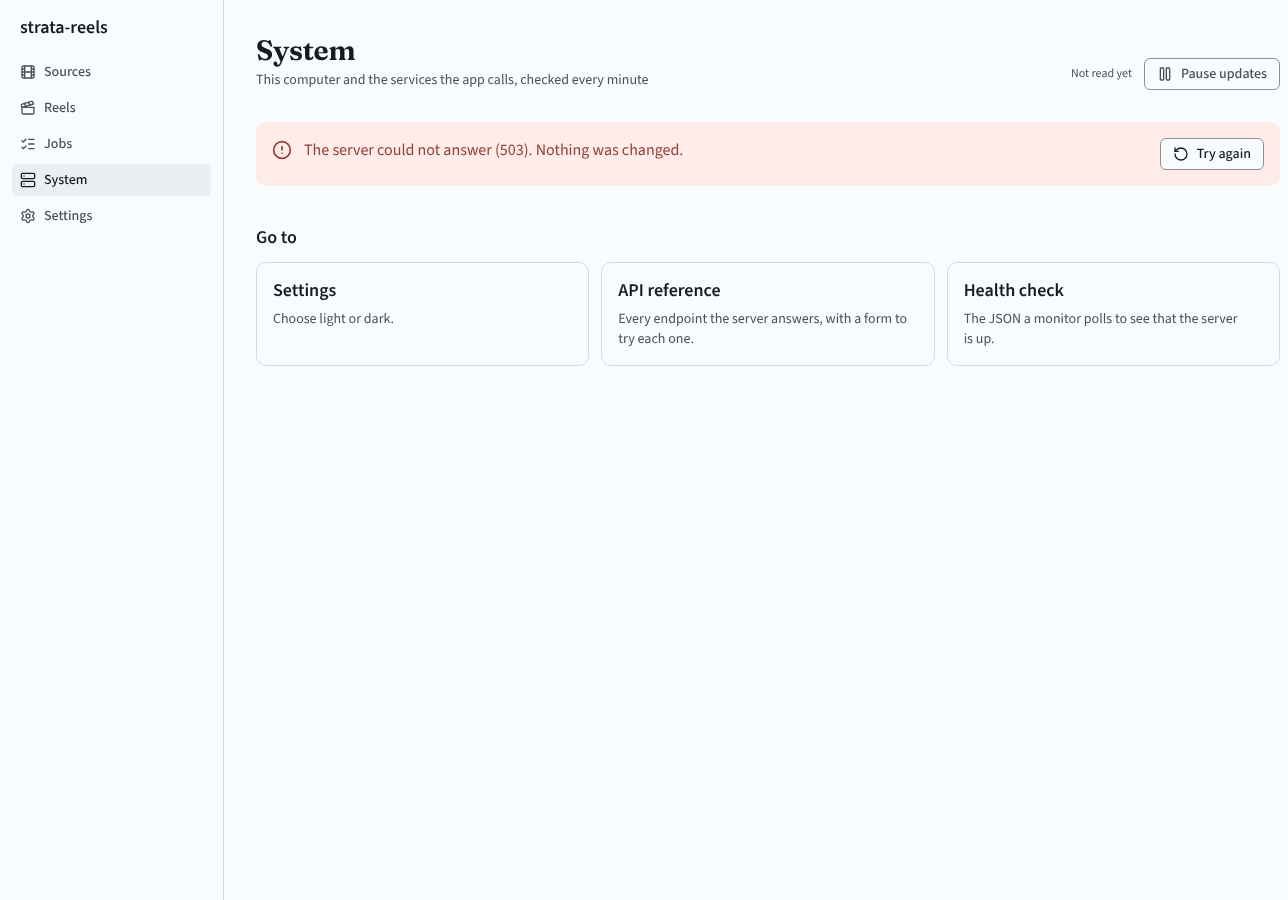 strata-reels
Sources
Reels
Jobs
System
Settings
System
This computer and the services the app calls, checked every minute
Not read yet
Pause updates
The server could not answer (503). Nothing was changed.
Try again
Go to
Settings
Choose light or dark.
API reference
Every endpoint the server answers, with a form to
try each one.
Health check
The JSON a monitor polls to see that the server
is up.